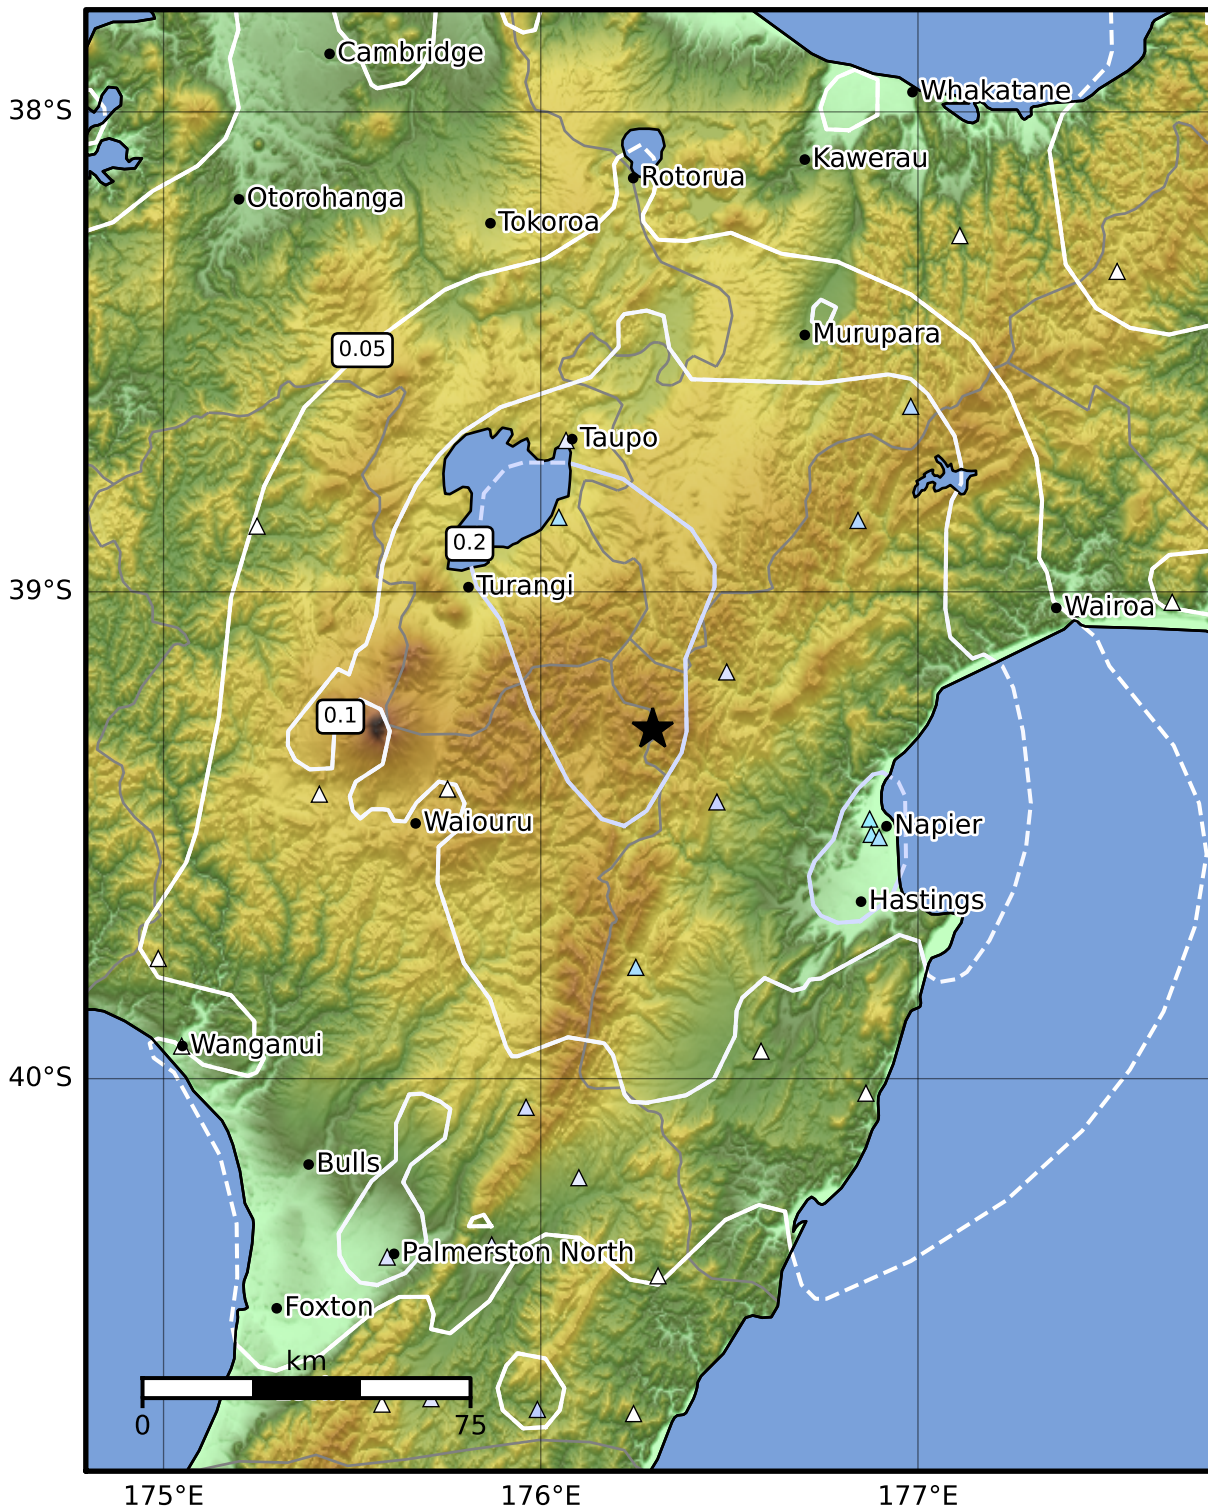 Cambridge
Whakatane
38°S
Kawerau
Rotorua
Otorohanga
Tokoroa
Murupara
0.05
Taupo
0.2
Turangi
39°S
Wairoa
0.1
Waiouru
Napier
Hastings
Wanganui
40°S
Bulls
Palmerston North
Foxton
km
0 75
175°E 176°E 177°E